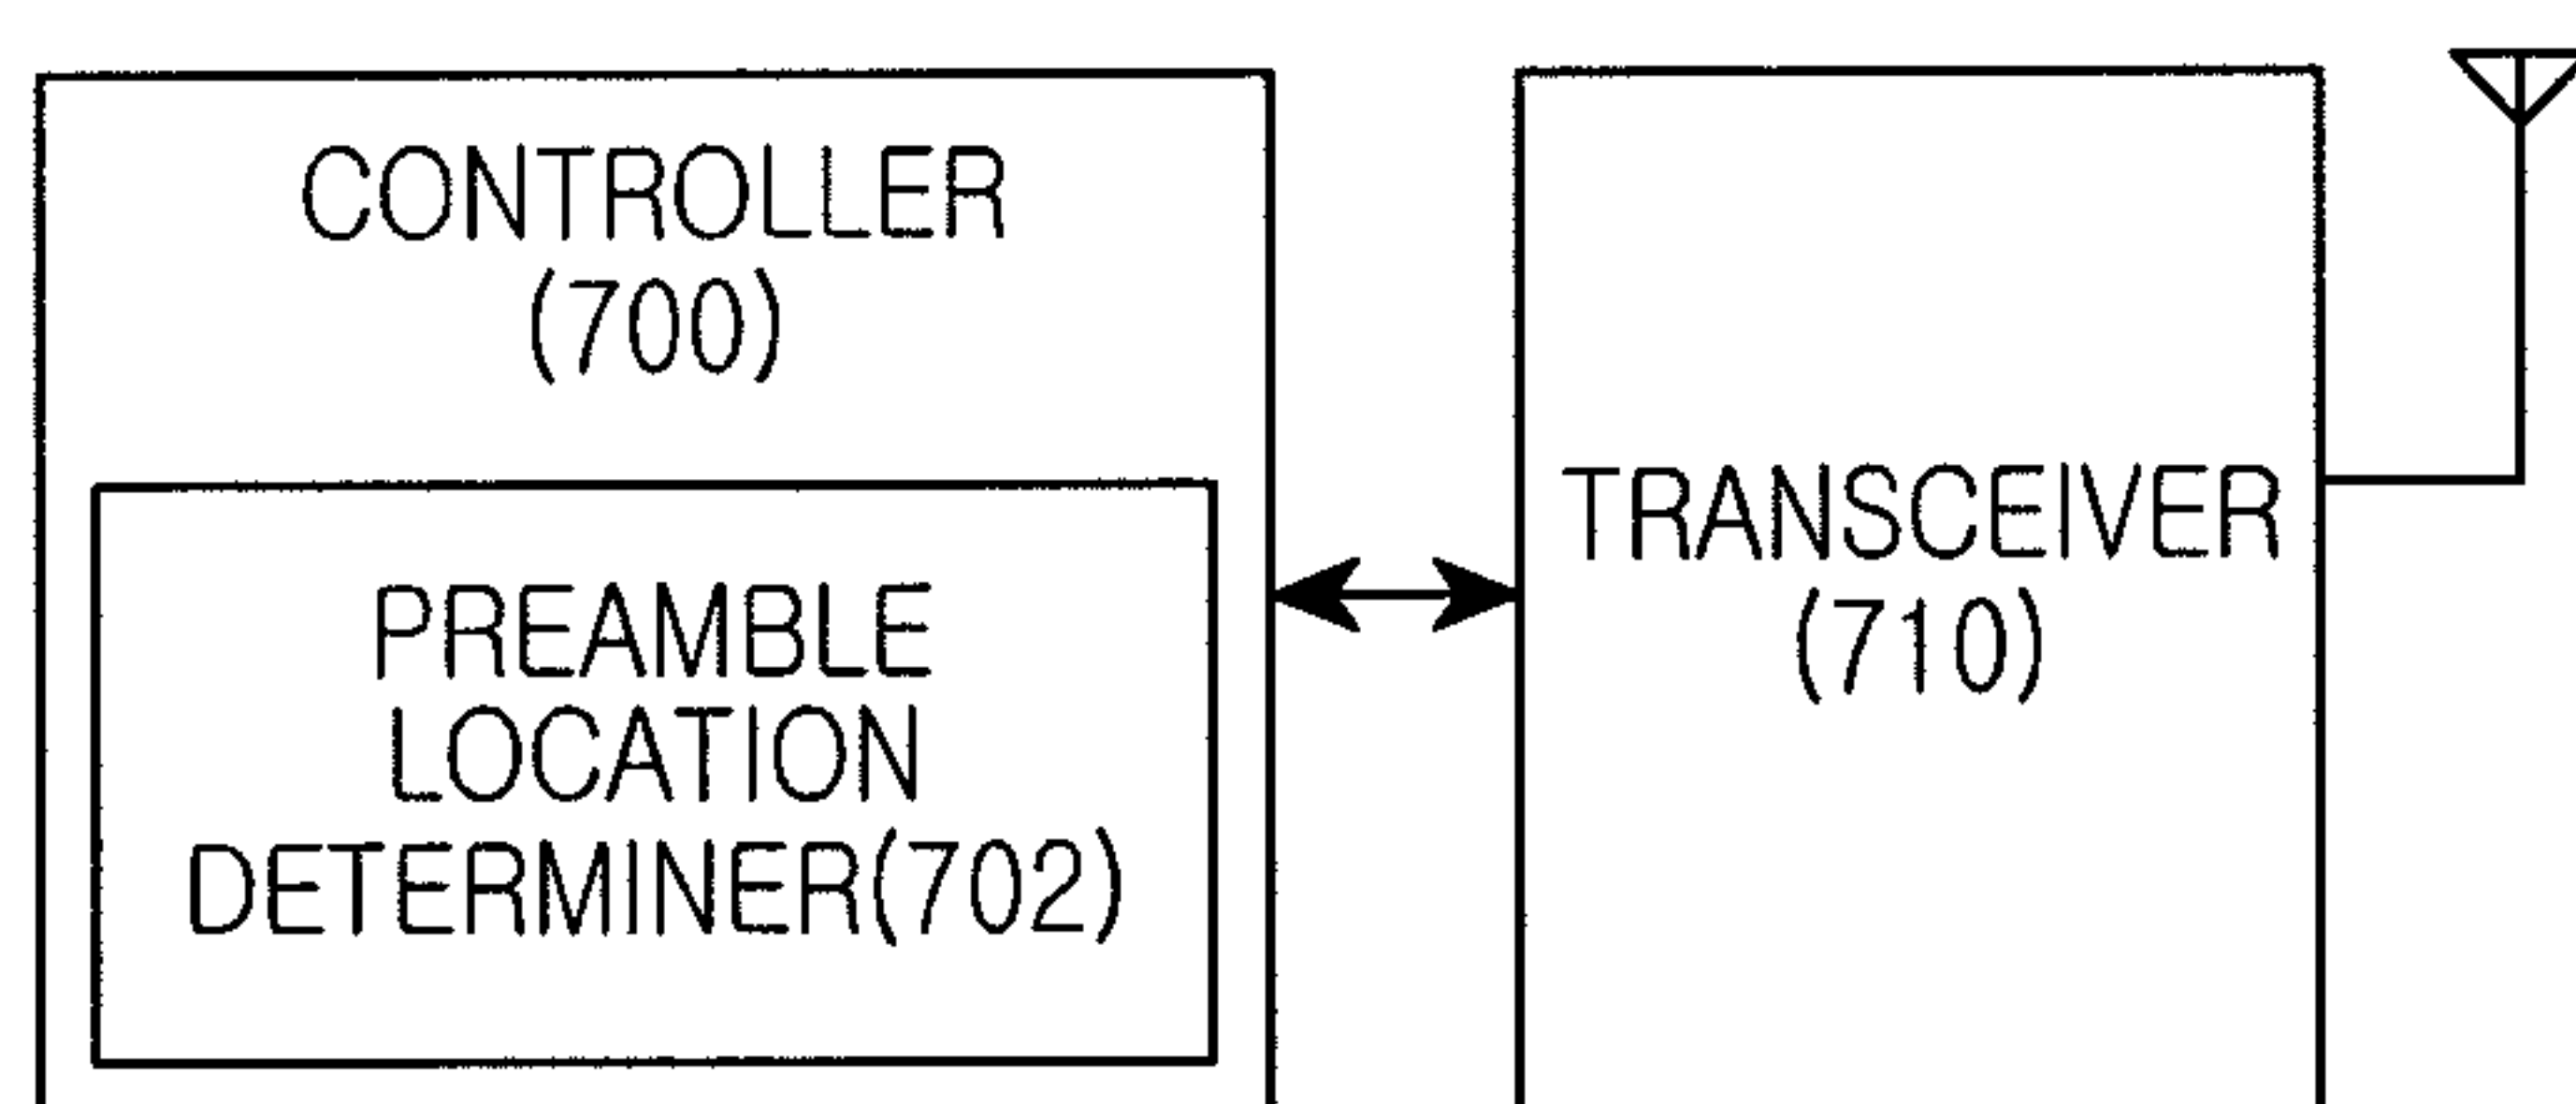 CONTROLLER
(700)
PREAMBLE
LOCATION
DETERMINER(702)
TRANSCEIVER
(710)